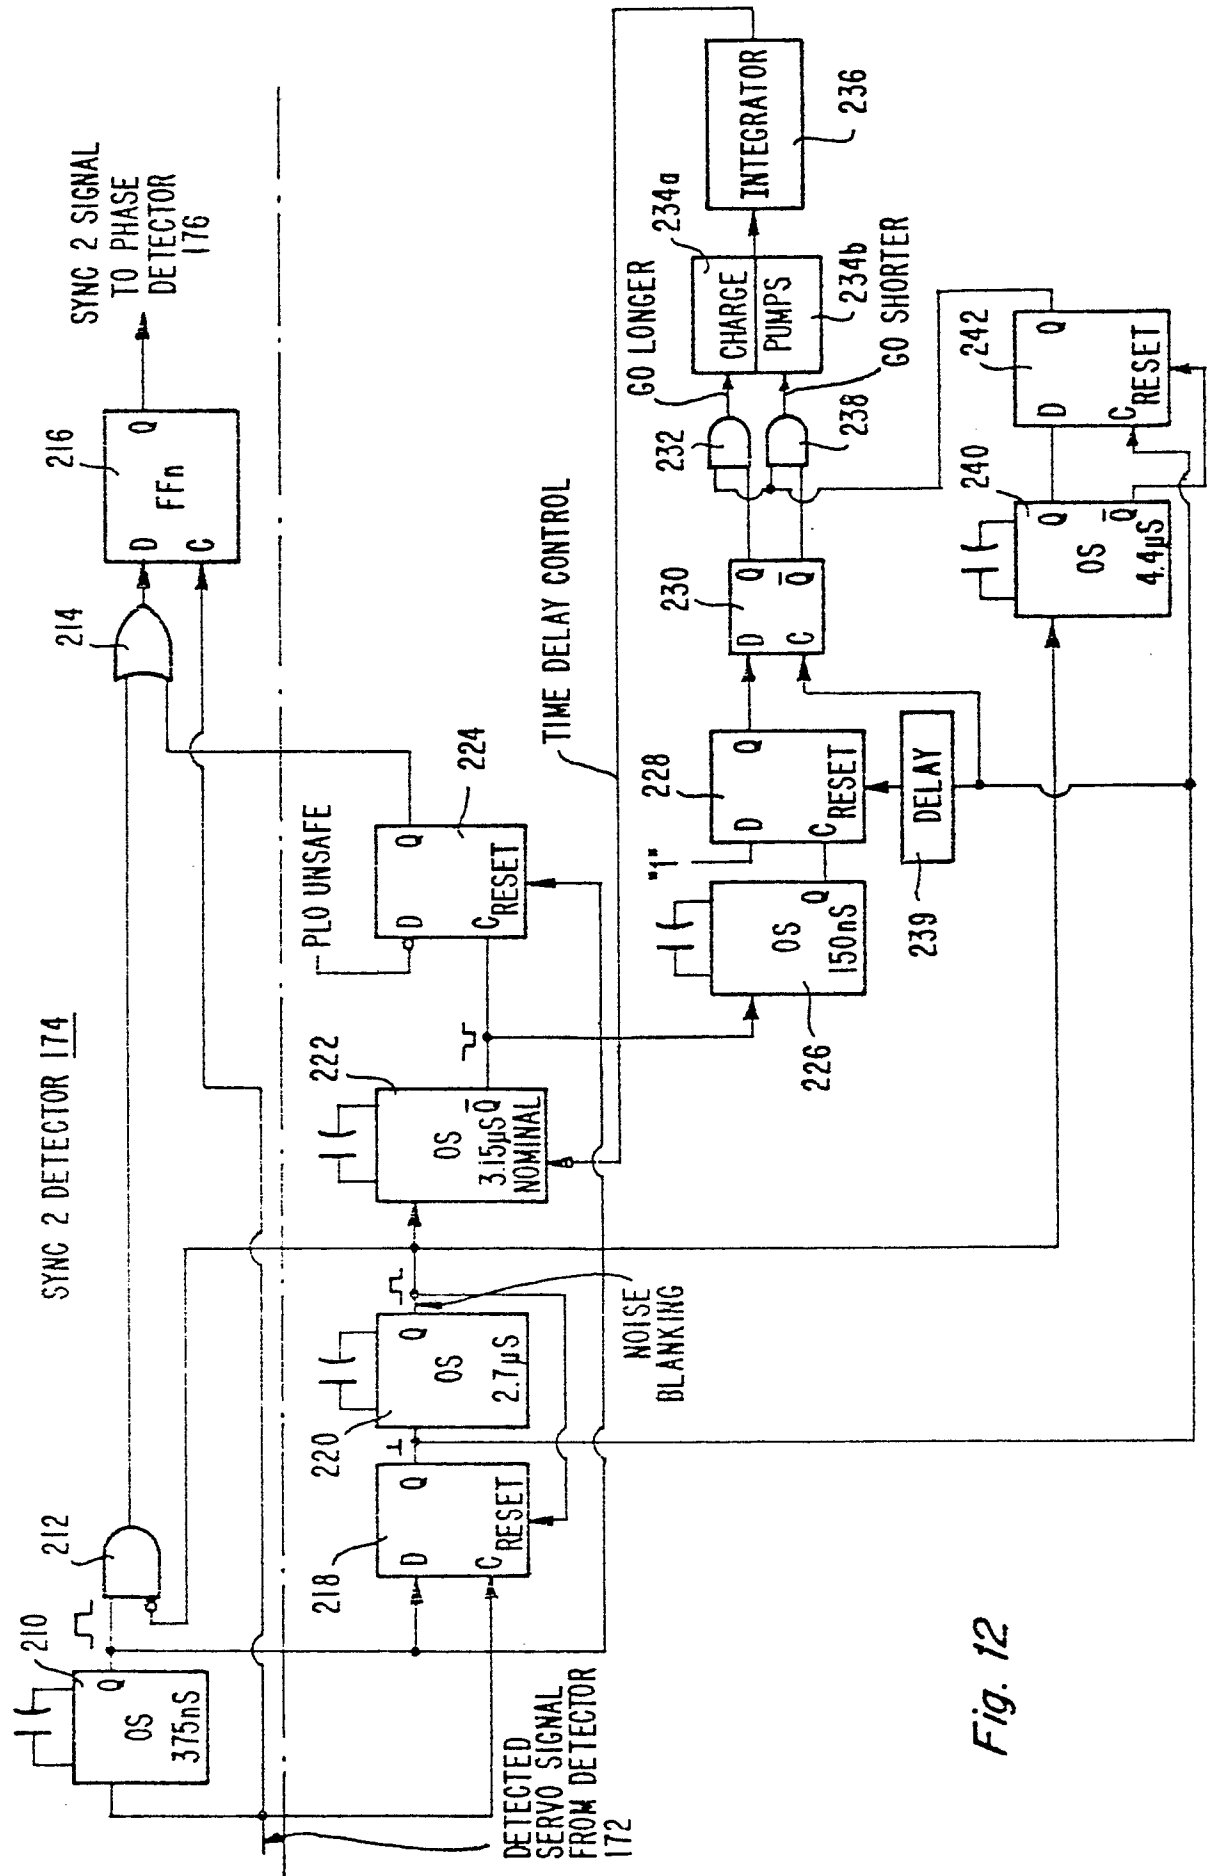 SYNC 2 DETECTOR 174
SYNC 2 SIGNAL
TO PHASE
DETECTOR
176
210
OS
375nS
Q
212
214
216
D
C
FFn
Q
DETECTED
SERVO SIGNAL
FROM DETECTOR
172
218
D
C
RESET
Q
220
OS
2.7µS
Q
NOISE
BLANKING
222
OS
3.15µS
NOMINAL
Q̅
PLO UNSAFE
224
D
C
RESET
Q
TIME DELAY CONTROL
226
OS
150nS
Q
"1"
228
D
C
RESET
Q
239
DELAY
230
D
C
Q
Q̅
232
238
GO LONGER
GO SHORTER
234a
CHARGE
PUMPS
234b
INTEGRATOR
236
240
OS
4.4µS
Q
Q̅
242
D
C
RESET
Q
Fig. 12